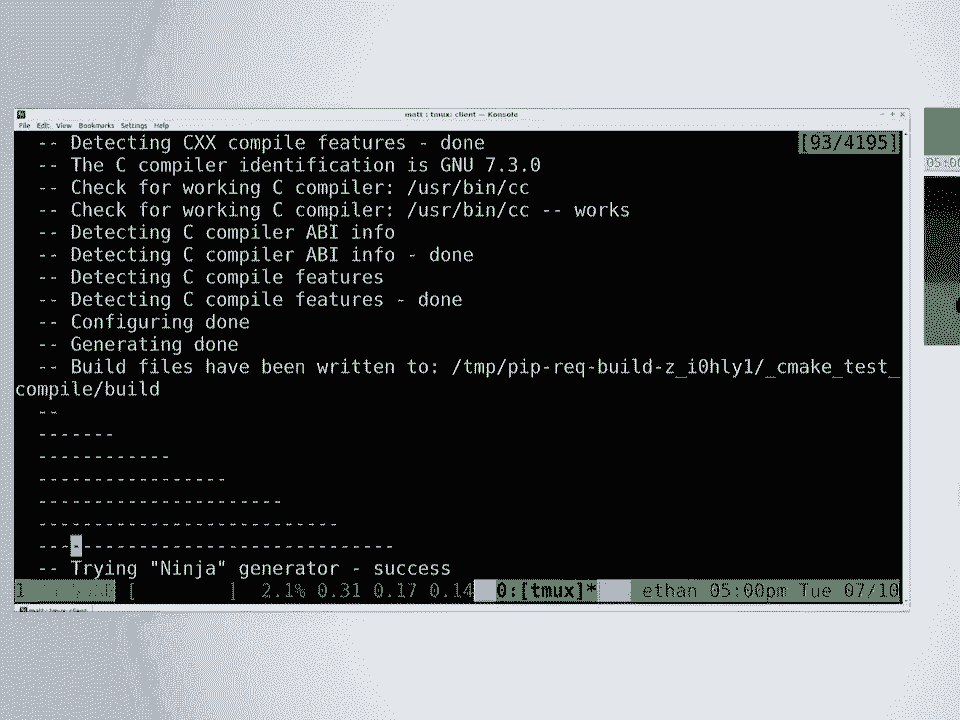 matt : tmux: client — Konsole
File Edit View Bookmarks Settings Help
-- Detecting CXX compile features - done [93/4195]
-- The C compiler identification is GNU 7.3.0
-- Check for working C compiler: /usr/bin/cc
-- Check for working C compiler: /usr/bin/cc -- works
-- Detecting C compiler ABI info
-- Detecting C compiler ABI info - done
-- Detecting C compile features
-- Detecting C compile features - done
-- Configuring done
-- Generating done
-- Build files have been written to: /tmp/pip-req-build-z_i0hly1/_cmake_test_
compile/build
--
-------
------------
-----------------
----------------------
---------------------------
--------------------------------
-- Trying "Ninja" generator - success
[ ] 2.1% 0.31 0.17 0.14 0:[tmux]* ethan 05:00pm Tue 07/10
matt: tmux: client